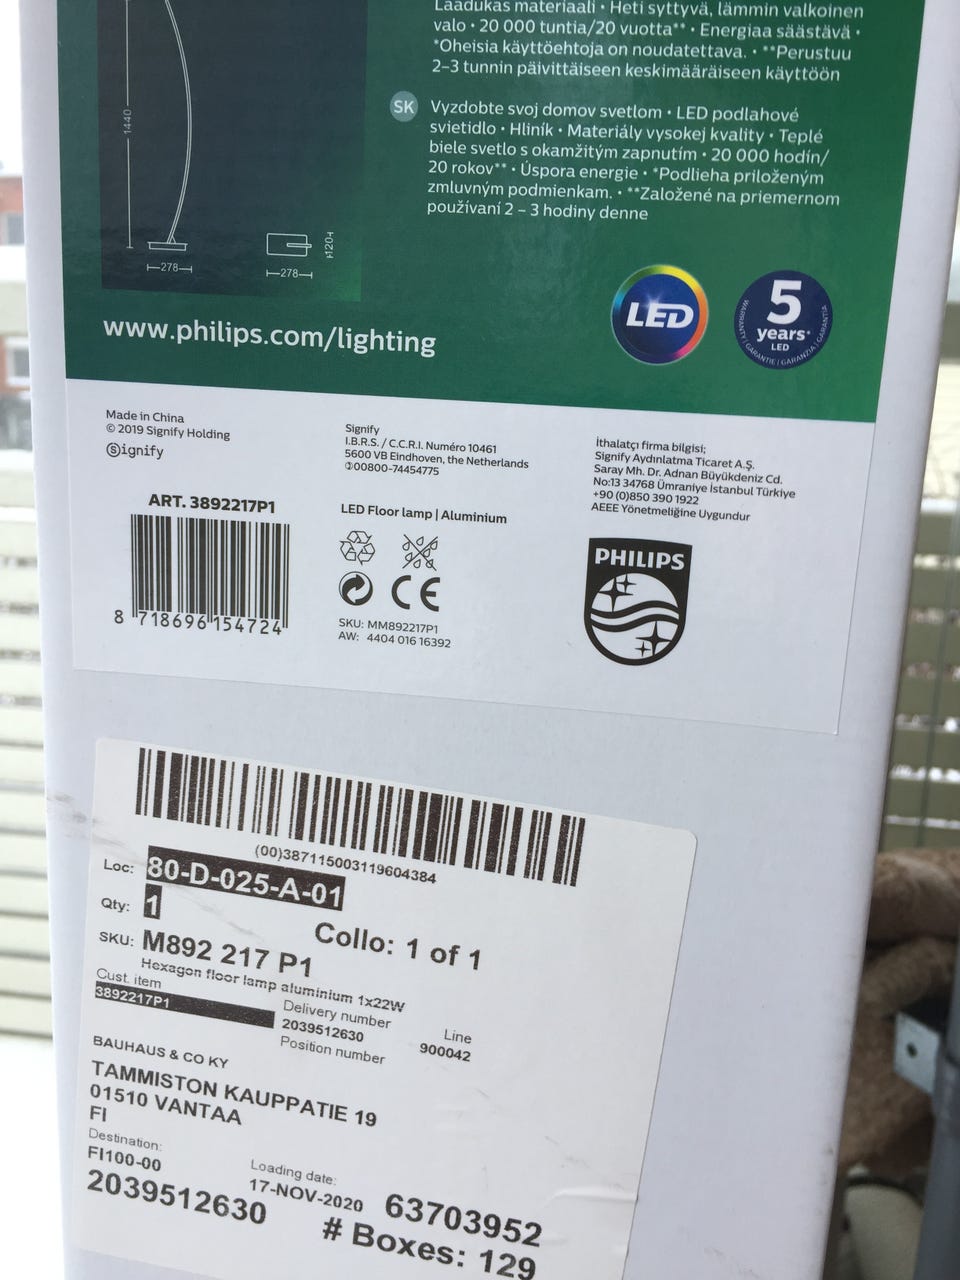 Laadukas materiaali • Heti syttyvä, lämmin valkoinen
valo • 20 000 tuntia/20 vuotta** • Energiaa säästävä •
*Oheisia käyttöehtoja on noudatettava. • **Perustuu
2–3 tunnin päivittäiseen keskimääräiseen käyttöön
SK Vyzdobte svoj domov svetlom • LED podlahové
svietidlo • Hliník • Materiály vysokej kvality • Teplé
biele svetlo s okamžitým zapnutím • 20 000 hodín/
20 rokov** • Úspora energie • *Podlieha priloženým
zmluvným podmienkam. • **Založené na priemernom
používaní 2 – 3 hodiny denne
1440
278
278
120
www.philips.com/lighting
LED
5
years*
LED
WARRANTY | GARANTIE | GARANZIA | GARANTÍA
Made in China
© 2019 Signify Holding
Signify
Signify
I.B.R.S. / C.C.R.I. Numéro 10461
5600 VB Eindhoven, the Netherlands
00800-74454775
İthalatçı firma bilgisi;
Signify Aydınlatma Ticaret A.Ş.
Saray Mh. Dr. Adnan Büyükdeniz Cd.
No:13 34768 Ümraniye İstanbul Türkiye
+90 (0)850 390 1922
AEEE Yönetmeliğine Uygundur
ART. 3892217P1
8 718696 154724
LED Floor lamp | Aluminium
CE
SKU: MM892217P1
AW: 4404 016 16392
PHILIPS
(00)387115003119604384
Loc: 80-D-025-A-01
Qty: 1
Collo: 1 of 1
SKU: M892 217 P1
Hexagon floor lamp aluminium 1x22W
Cust. item
3892217P1
Delivery number
2039512630
Position number
Line
900042
BAUHAUS & CO KY
TAMMISTON KAUPPATIE 19
01510 VANTAA
FI
Destination:
FI100-00
Loading date:
17-NOV-2020
63703952
2039512630
# Boxes: 129